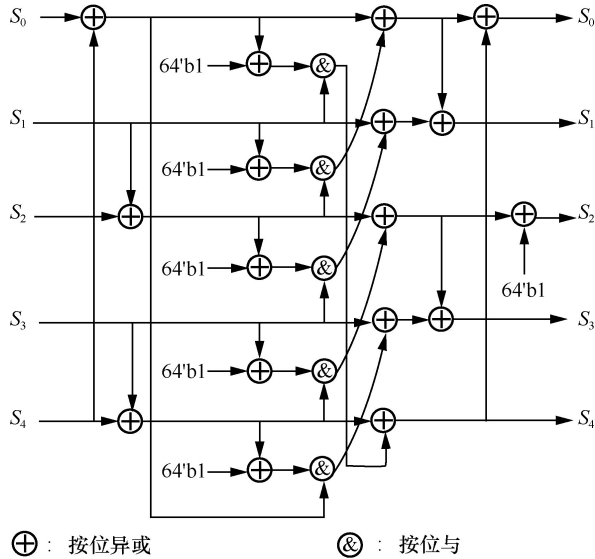 S0 S0
64'b1 &
S1 S1
64'b1 &
S2 S2
64'b1 & 64'b1
S3 S3
64'b1 &
S4 S4
64'b1 &
: 按位异或 & : 按位与